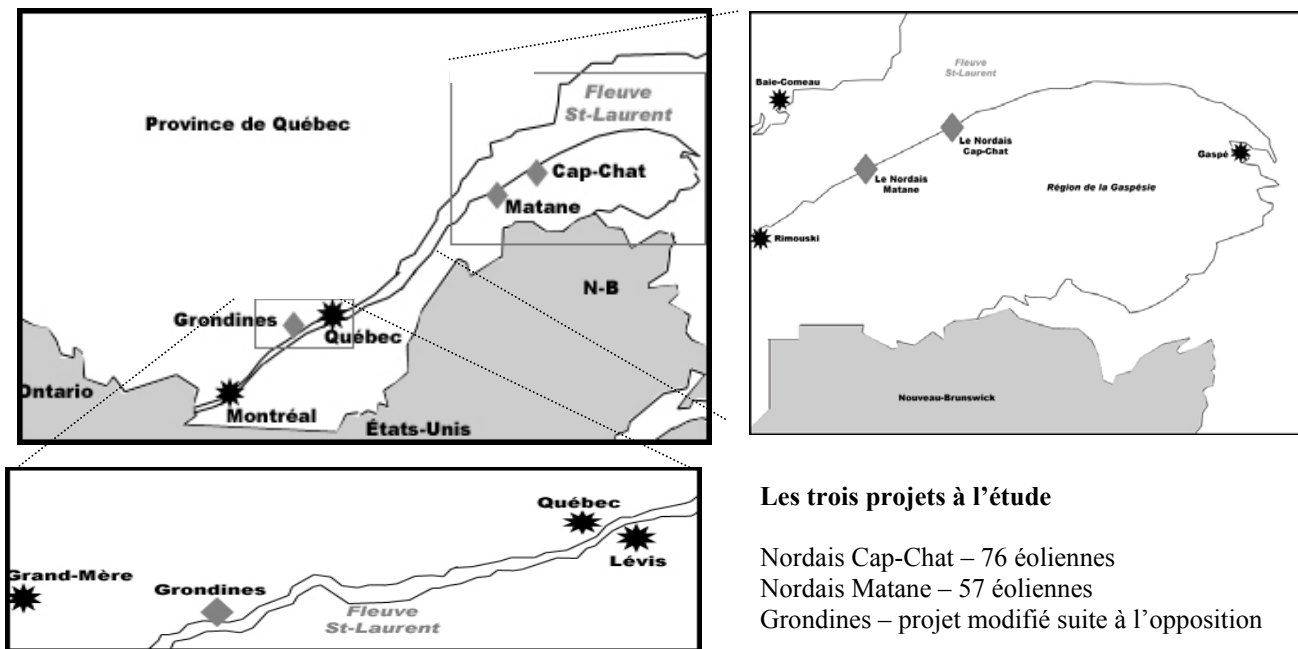 Province de Québec
Fleuve
St-Laurent
Cap-Chat
Matane
N-B
Grondines
Québec
Ontario
Montréal
États-Unis
Fleuve
St-Laurent
Baie-Comeau
Le Nordais
Cap-Chat
Gaspé
Le Nordais
Matane
Région de la Gaspésie
Rimouski
Nouveau-Brunswick
Québec
Lévis
Grand-Mère
Grondines
Fleuve
St-Laurent
Les trois projets à l’étude
Nordais Cap-Chat – 76 éoliennes
Nordais Matane – 57 éoliennes
Grondines – projet modifié suite à l’opposition